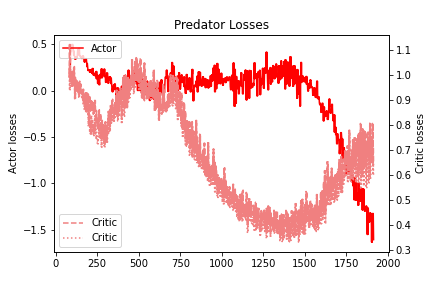 Predator Losses
Actor
Critic
Critic
Actor losses
Critic losses
0.5
0.0
−0.5
−1.0
−1.5
1.1
1.0
0.9
0.8
0.7
0.6
0.5
0.4
0.3
0 250 500 750 1000 1250 1500 1750 2000